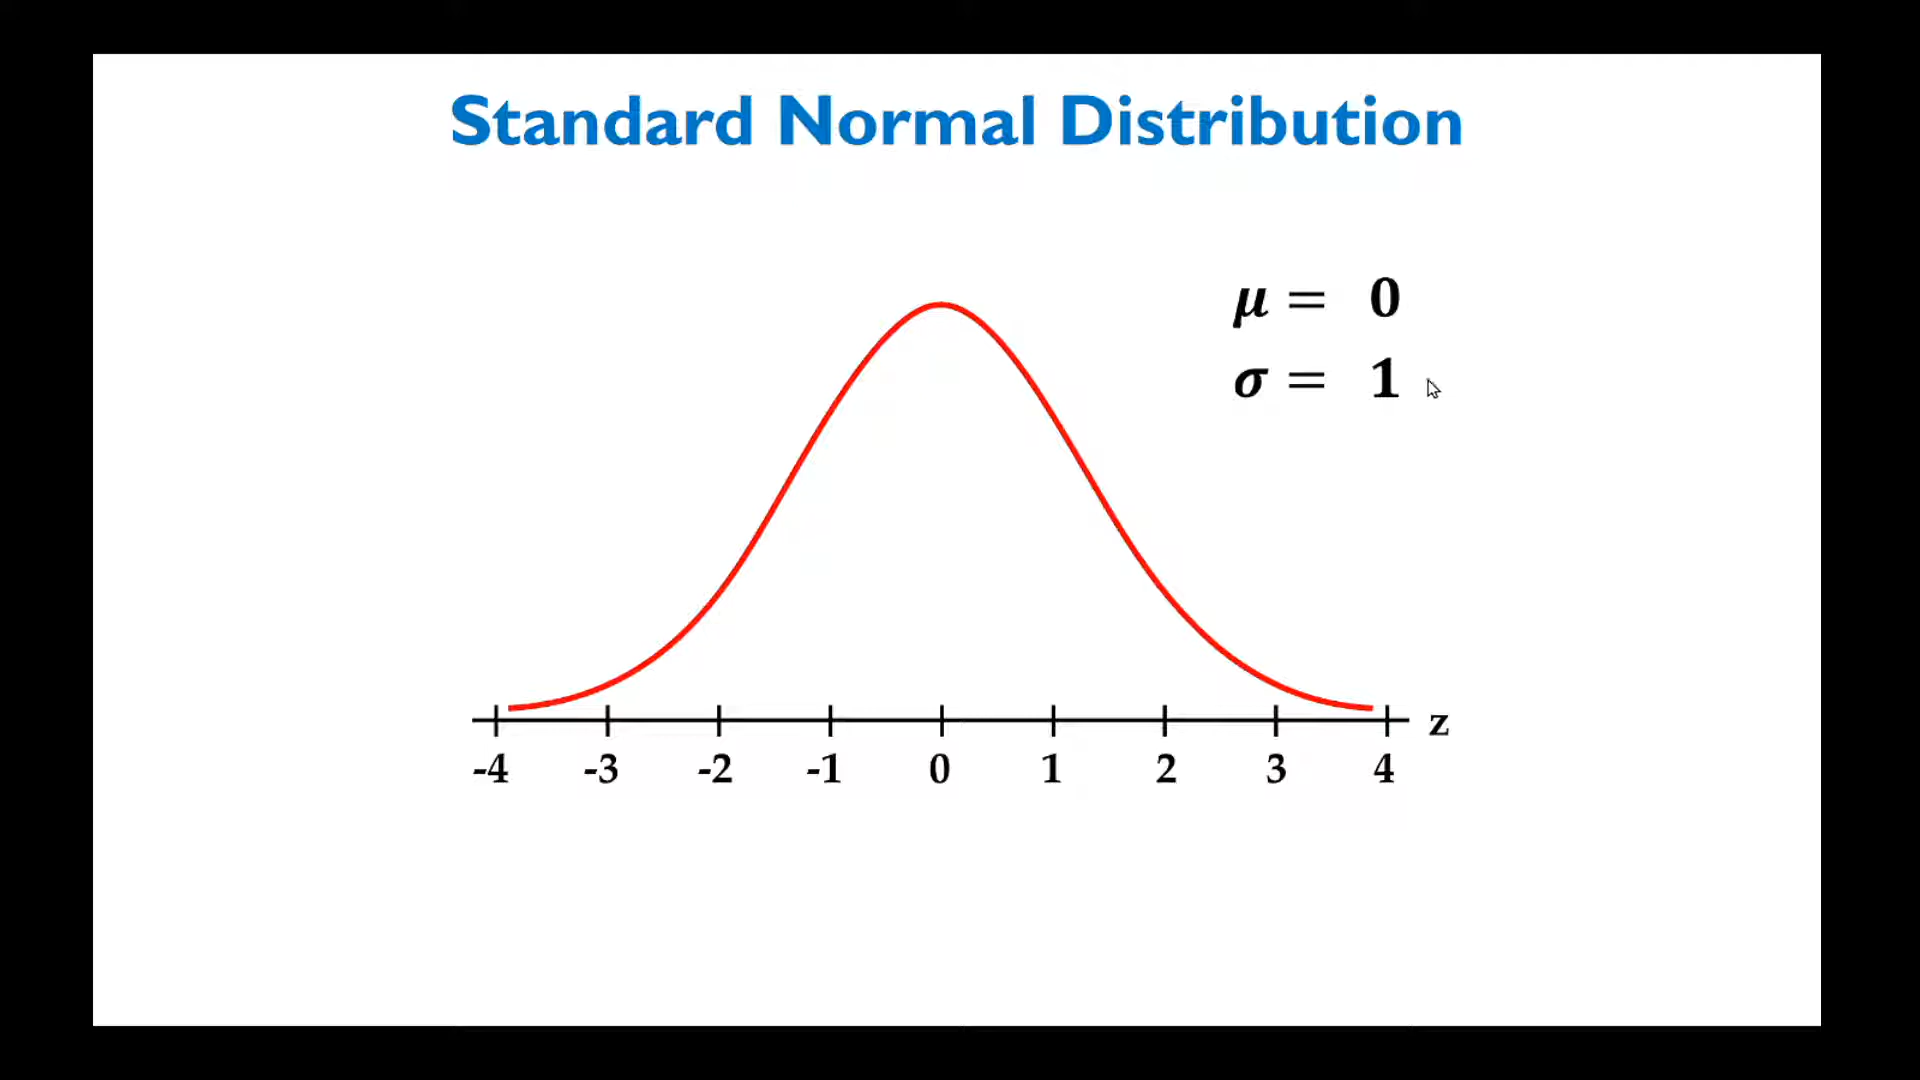 Standard Normal Distribution
μ = 0
σ = 1
z
-4 -3 -2 -1 0 1 2 3 4